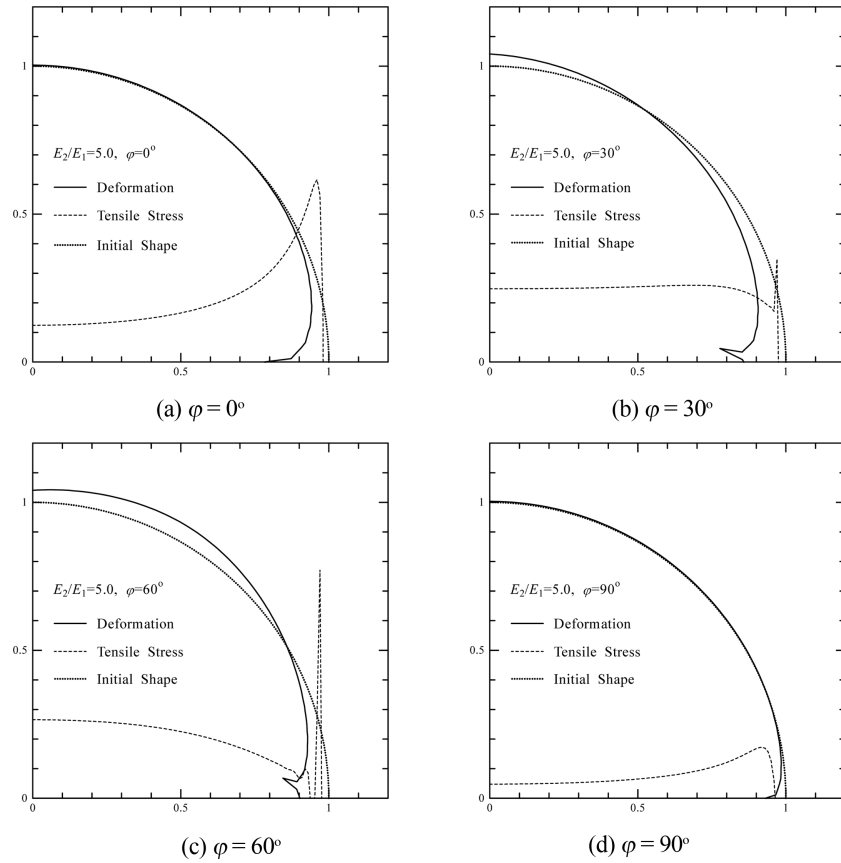 1
0.5
0
0
0.5
1
E₂/E₁=5.0, φ=0°
Deformation
Tensile Stress
Initial Shape
(a) φ = 0°
1
0.5
0
0
0.5
1
E₂/E₁=5.0, φ=30°
Deformation
Tensile Stress
Initial Shape
(b) φ = 30°
1
0.5
0
0
0.5
1
E₂/E₁=5.0, φ=60°
Deformation
Tensile Stress
Initial Shape
(c) φ = 60°
1
0.5
0
0
0.5
1
E₂/E₁=5.0, φ=90°
Deformation
Tensile Stress
Initial Shape
(d) φ = 90°